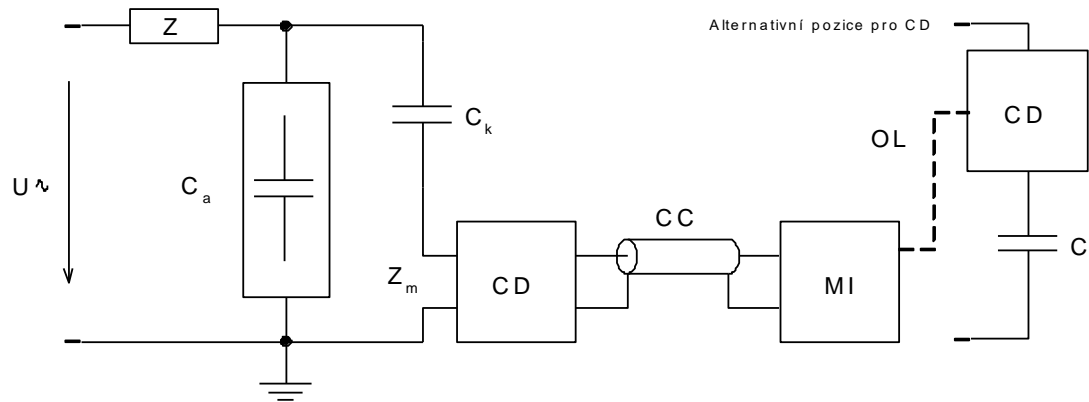 Z
Alternativní pozice pro CD
CD
C k
OL
U ∿
C a
CC
C
Z m
CD
MI